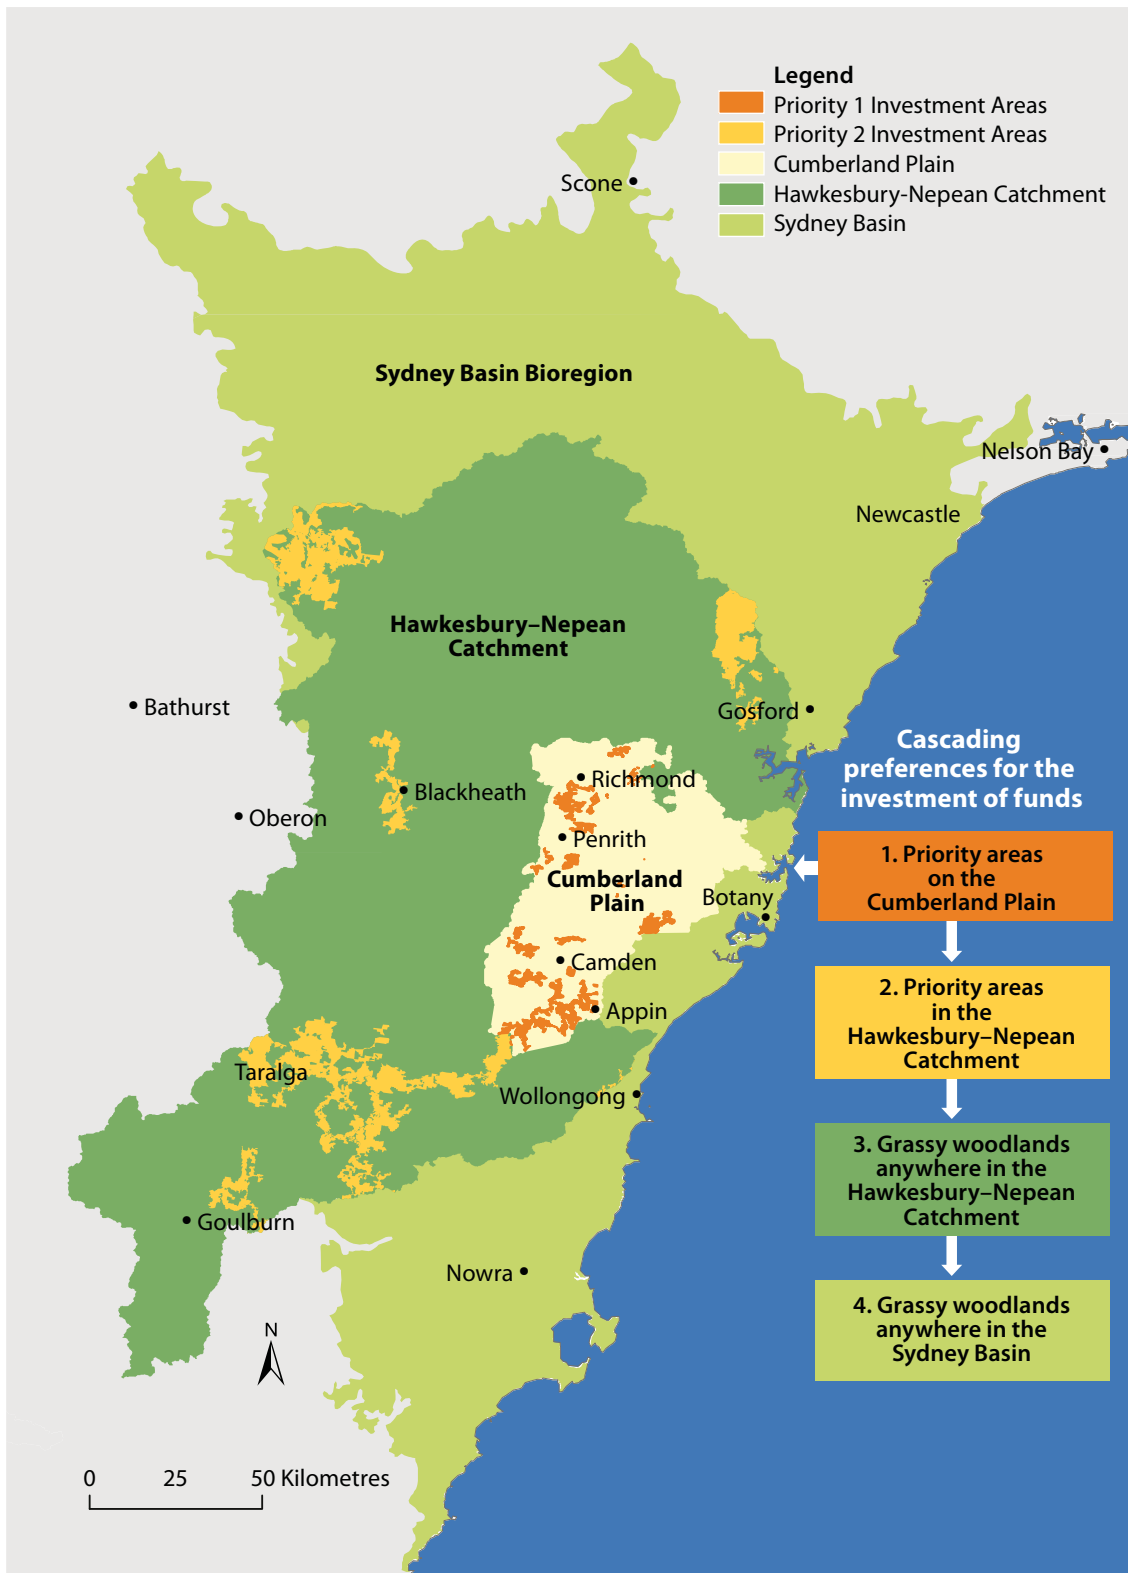 Legend
Priority 1 Investment Areas
Priority 2 Investment Areas
Cumberland Plain
Hawkesbury-Nepean Catchment
Sydney Basin
Scone
Sydney Basin Bioregion
Nelson Bay
Newcastle
Hawkesbury–Nepean
Catchment
Bathurst
Gosford
Richmond
Blackheath
Oberon
Penrith
Cumberland
Plain
Botany
Camden
Appin
Taralga
Wollongong
Goulburn
Nowra
Cascading
preferences for the
investment of funds
1. Priority areas
on the
Cumberland Plain
2. Priority areas
in the
Hawkesbury–Nepean
Catchment
3. Grassy woodlands
anywhere in the
Hawkesbury–Nepean
Catchment
4. Grassy woodlands
anywhere in the
Sydney Basin
N
0 25 50 Kilometres